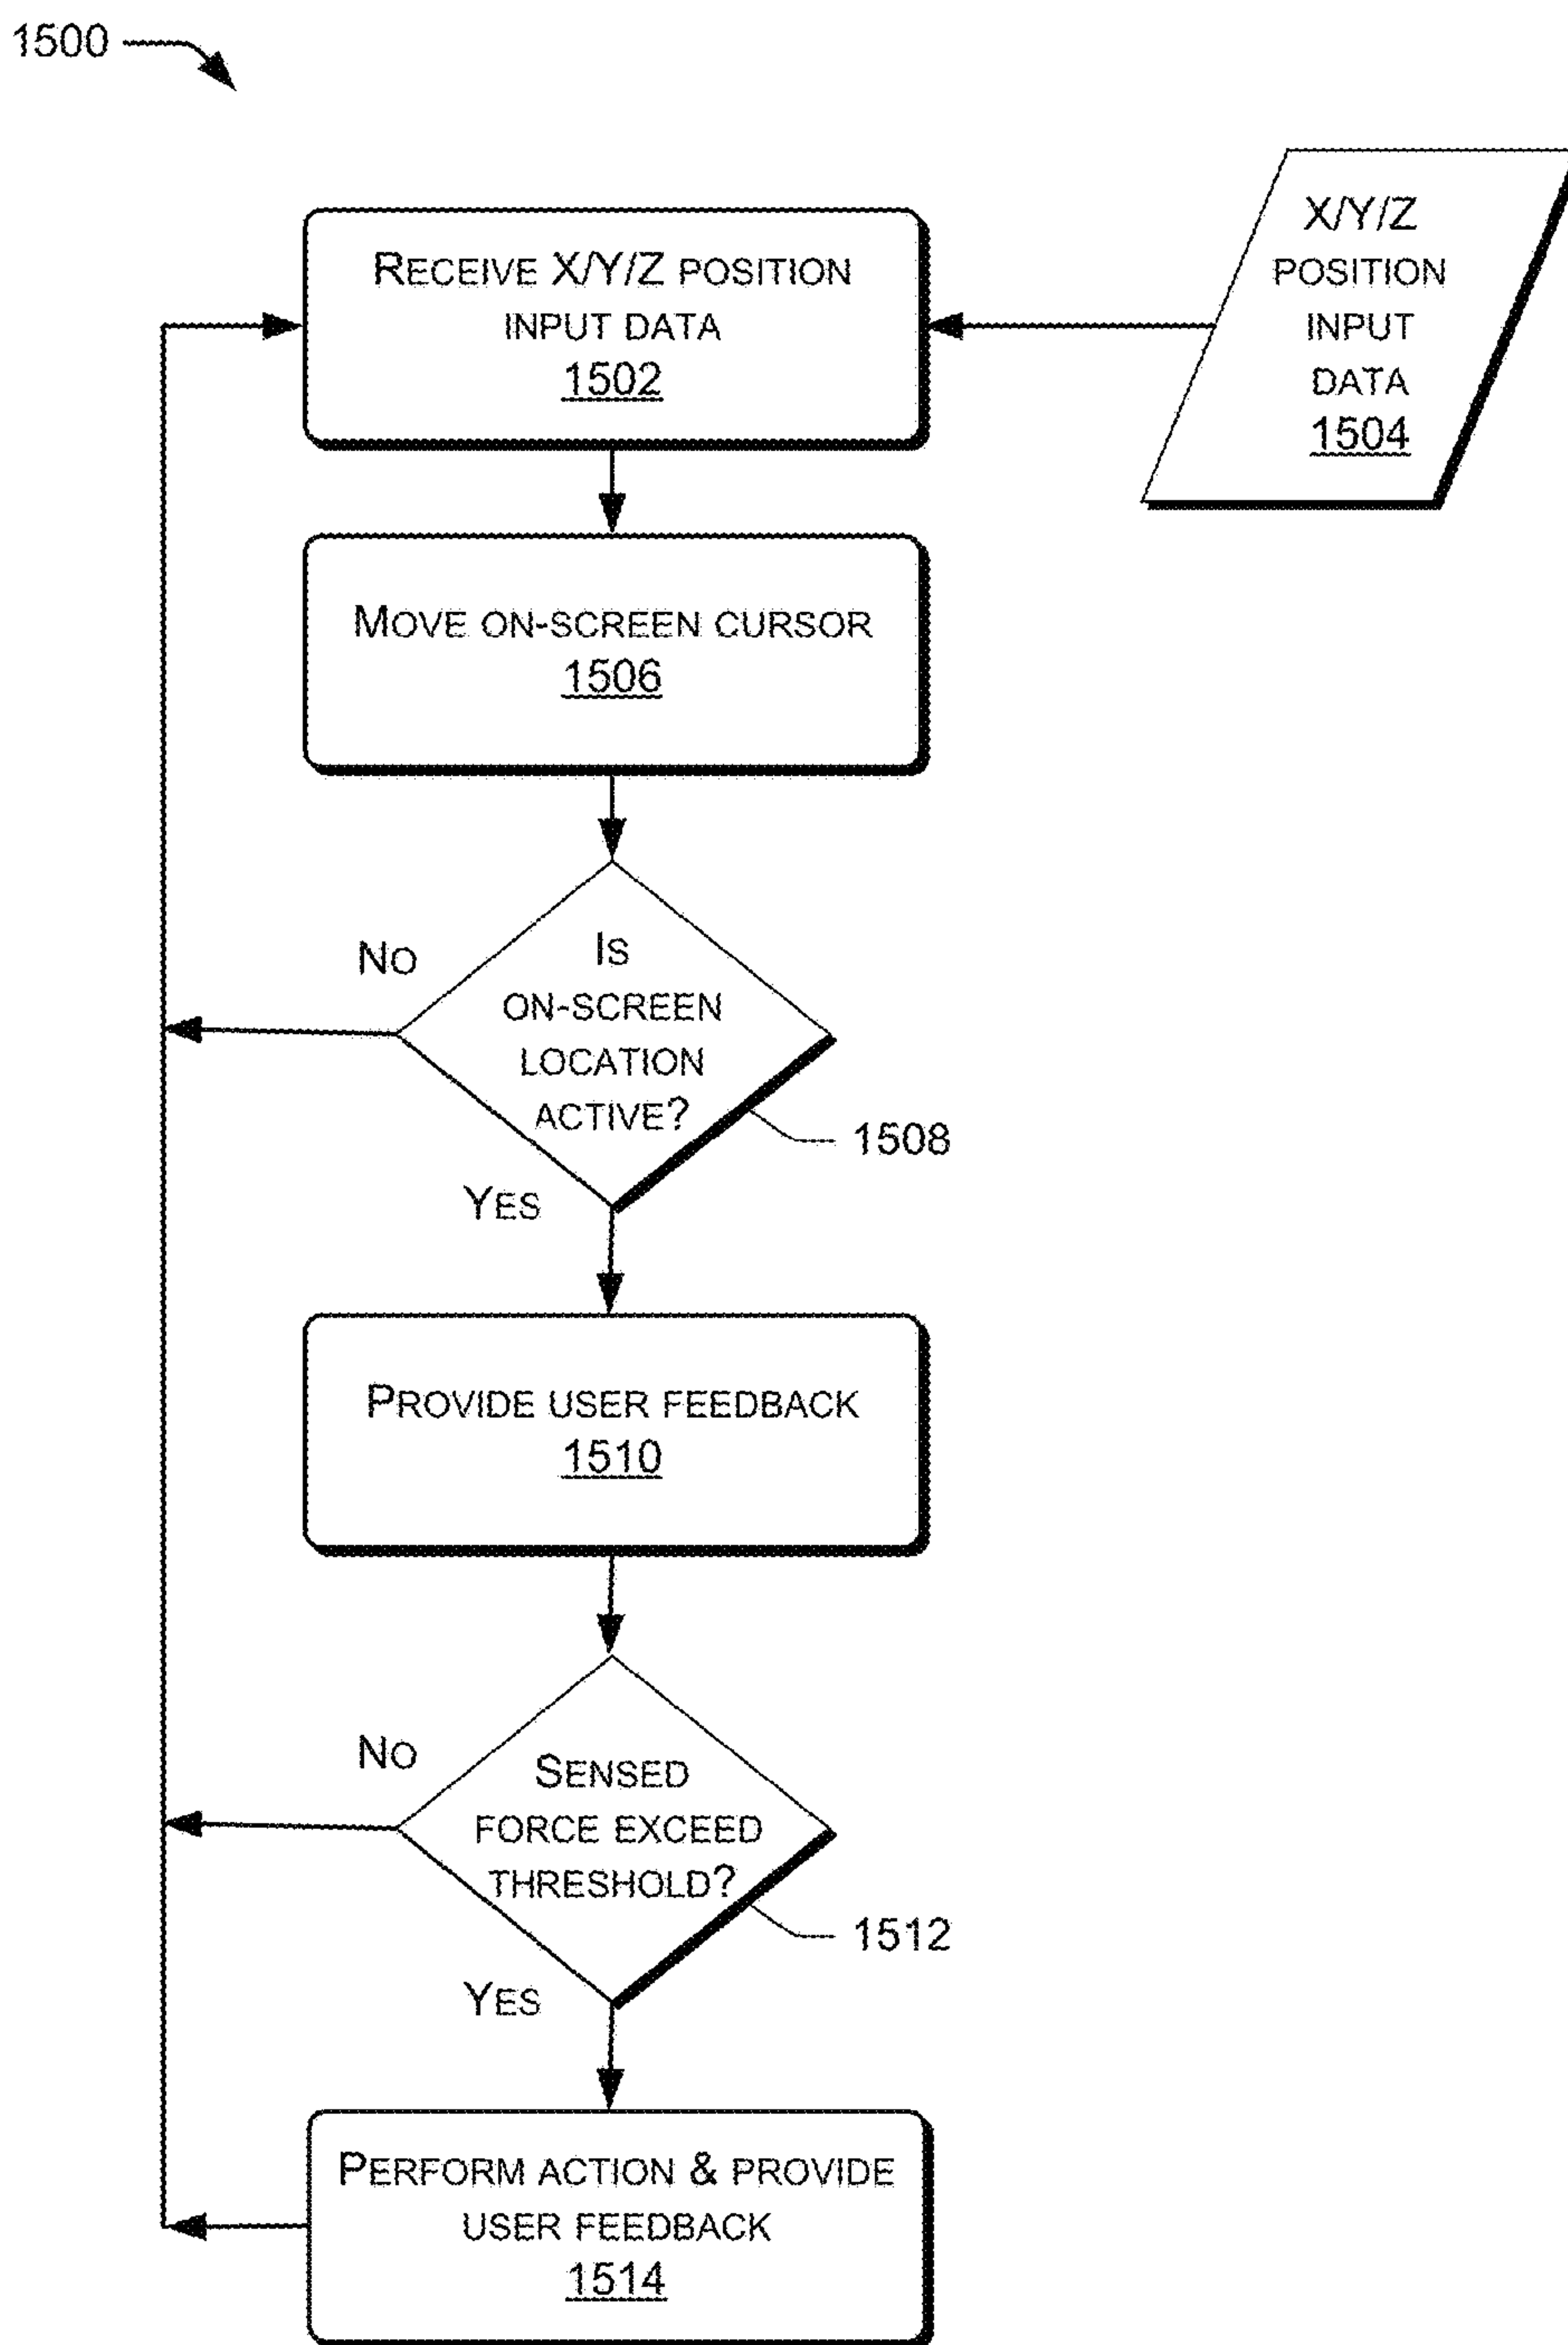 1500
RECEIVE X/Y/Z POSITION
INPUT DATA
1502
X/Y/Z
POSITION
INPUT
DATA
1504
MOVE ON-SCREEN CURSOR
1506
NO
IS
ON-SCREEN
LOCATION
ACTIVE?
1508
YES
PROVIDE USER FEEDBACK
1510
NO
SENSED
FORCE EXCEED
THRESHOLD?
1512
YES
PERFORM ACTION & PROVIDE
USER FEEDBACK
1514